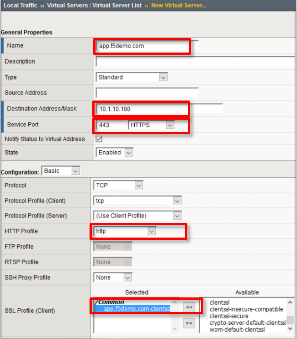 Local Traffic » Virtual Servers : Virtual Server List » New Virtual Server...
General Properties
Name app.f5demo.com
Description
Type Standard
Source Address
Destination Address/Mask 10.1.10.100
Service Port 443 HTTPS
Notify Status to Virtual Address
State Enabled
Configuration: Basic
Protocol TCP
Protocol Profile (Client) tcp
Protocol Profile (Server) (Use Client Profile)
HTTP Profile http
FTP Profile None
RTSP Profile None
SSH Proxy Profile None
Selected Available
SSL Profile (Client)
/Common
<<
>>
clientssl
clientssl-insecure-compatible
clientssl-secure
crypto-server-default-clientssl
wom-default-clientssl